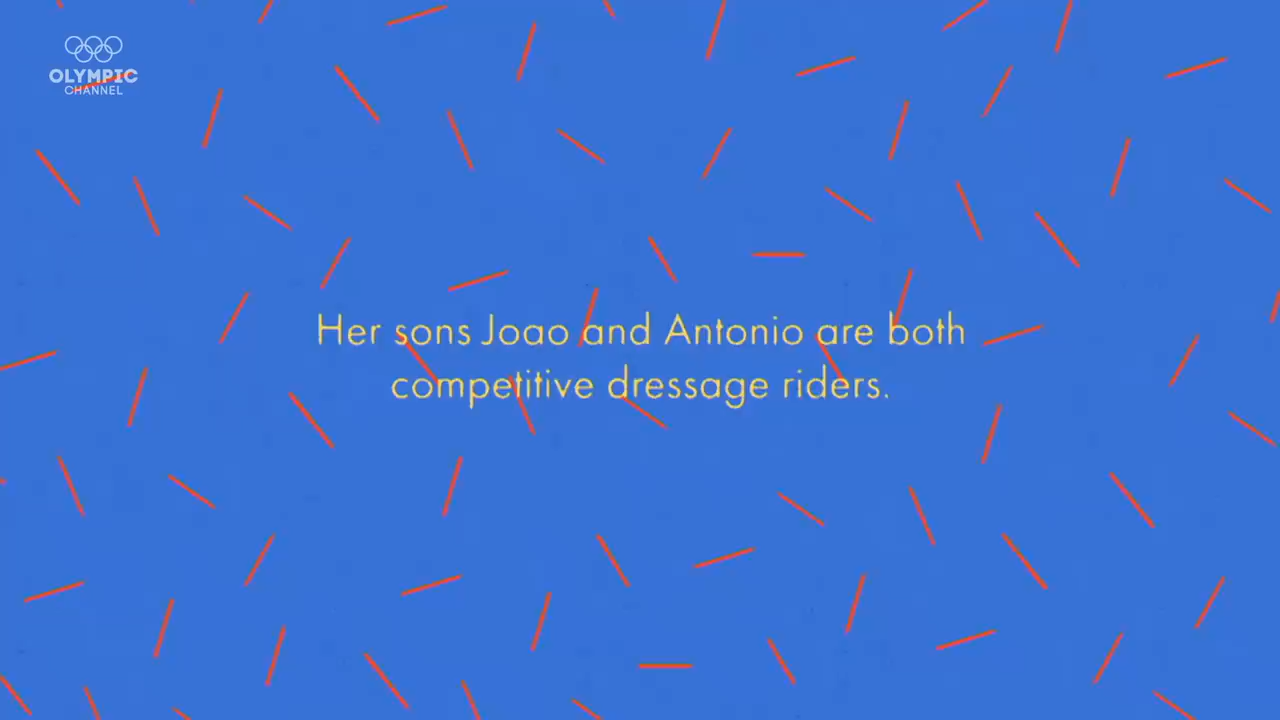 OLYMPIC
CHANNEL
Her sons Joao and Antonio are both
competitive dressage riders.